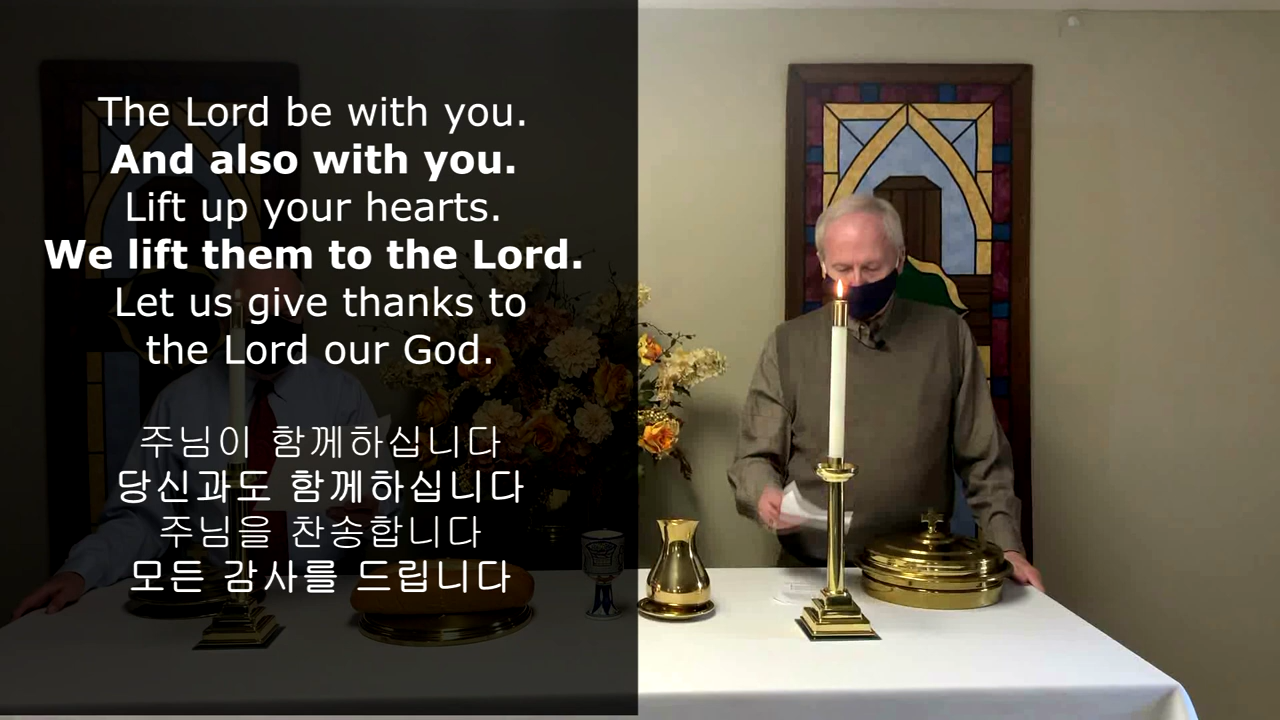 The Lord be with you.
And also with you.
Lift up your hearts.
We lift them to the Lord.
Let us give thanks to
the Lord our God.
주님이 함께하십니다
당신과도 함께하십니다
주님을 찬송합니다
모든 감사를 드립니다